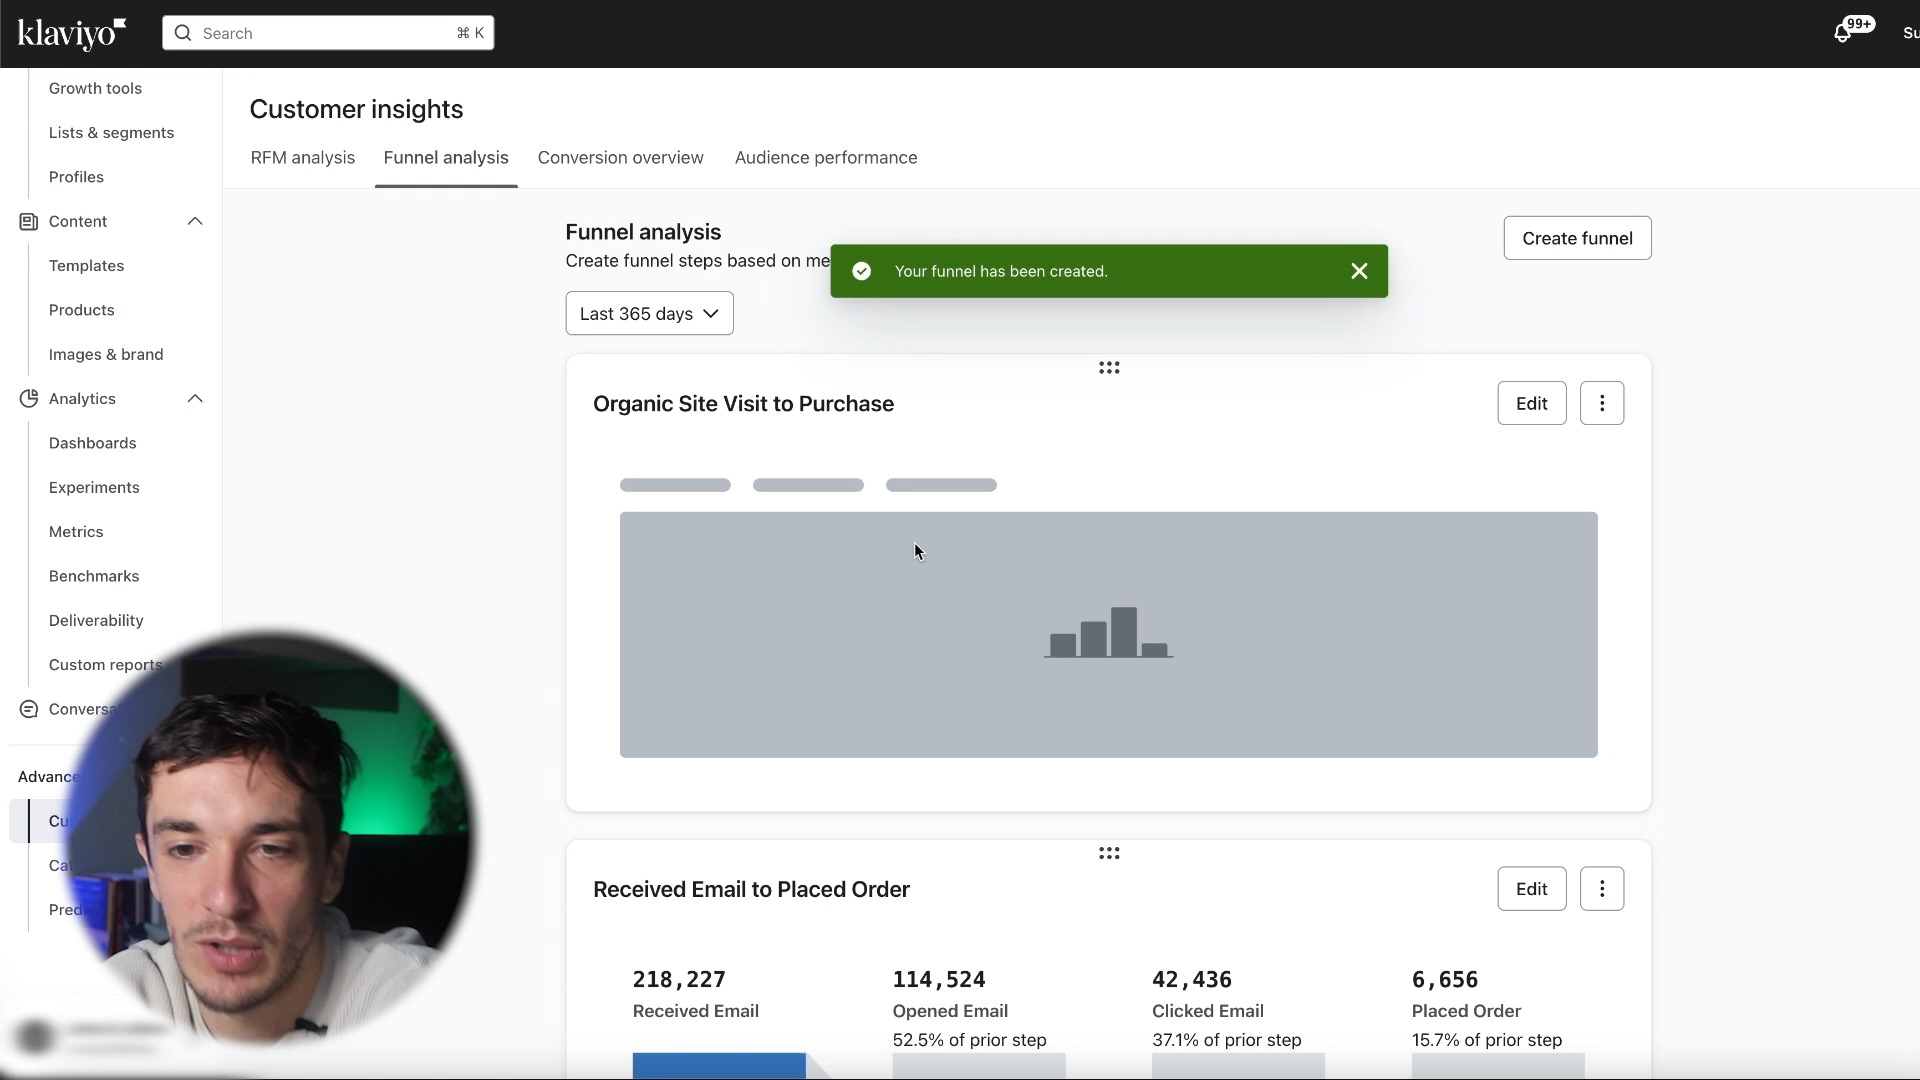 klaviyo
Search
⌘ K
99+
Growth tools
Lists & segments
Profiles
Content
Templates
Products
Images & brand
Analytics
Dashboards
Experiments
Metrics
Benchmarks
Deliverability
Custom reports
Customer insights
RFM analysis
Funnel analysis
Conversion overview
Audience performance
Funnel analysis
Create funnel steps based on
Your funnel has been created.
Create funnel
Last 365 days
Organic Site Visit to Purchase
Edit
Received Email to Placed Order
Edit
218,227
Received Email
114,524
Opened Email
52.5% of prior step
42,436
Clicked Email
37.1% of prior step
6,656
Placed Order
15.7% of prior step